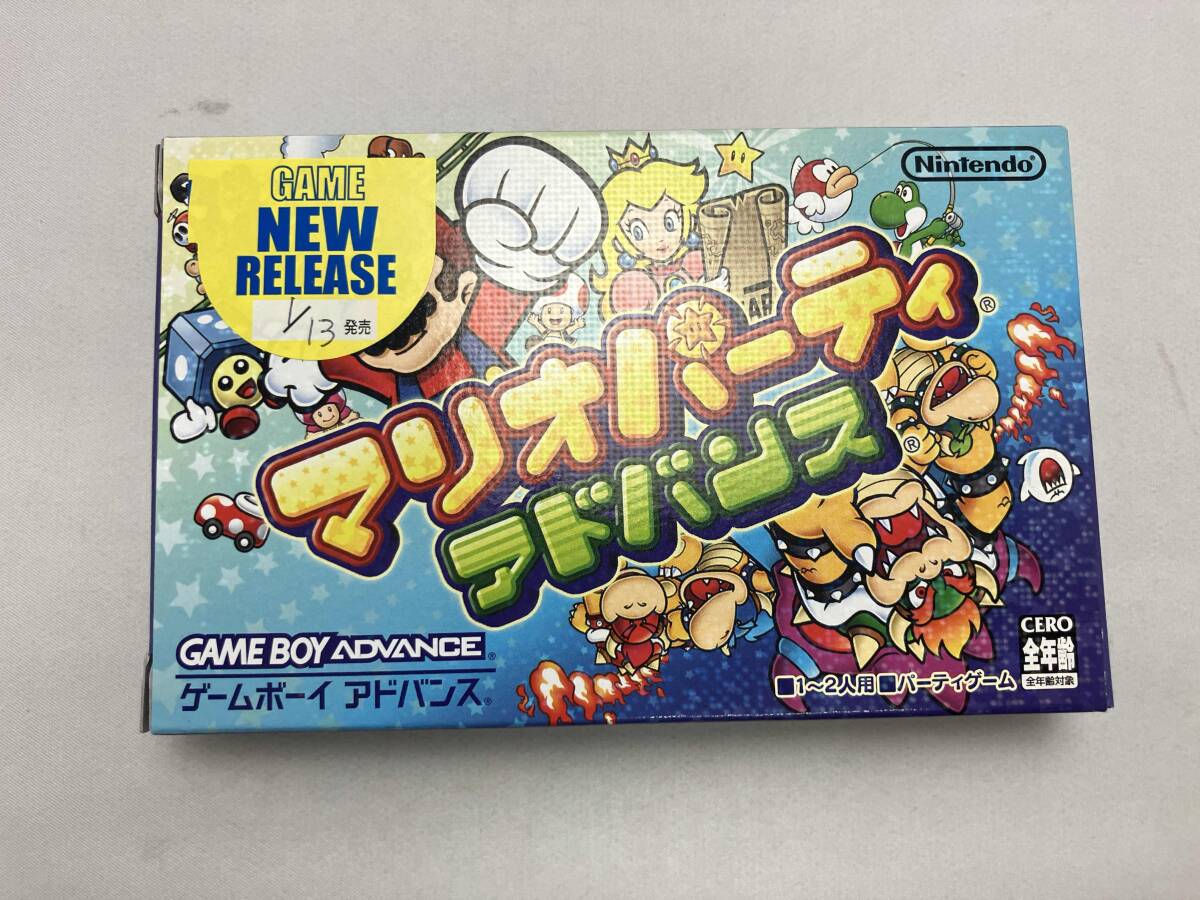 GAME
NEW
RELEASE
1/13 発売
Nintendo®
マリオパーティ®
アドバンス®
GAME BOY ADVANCE®
ゲームボーイ アドバンス®
■1〜2人用■パーティゲーム
CERO
全年齢
全年齢対象